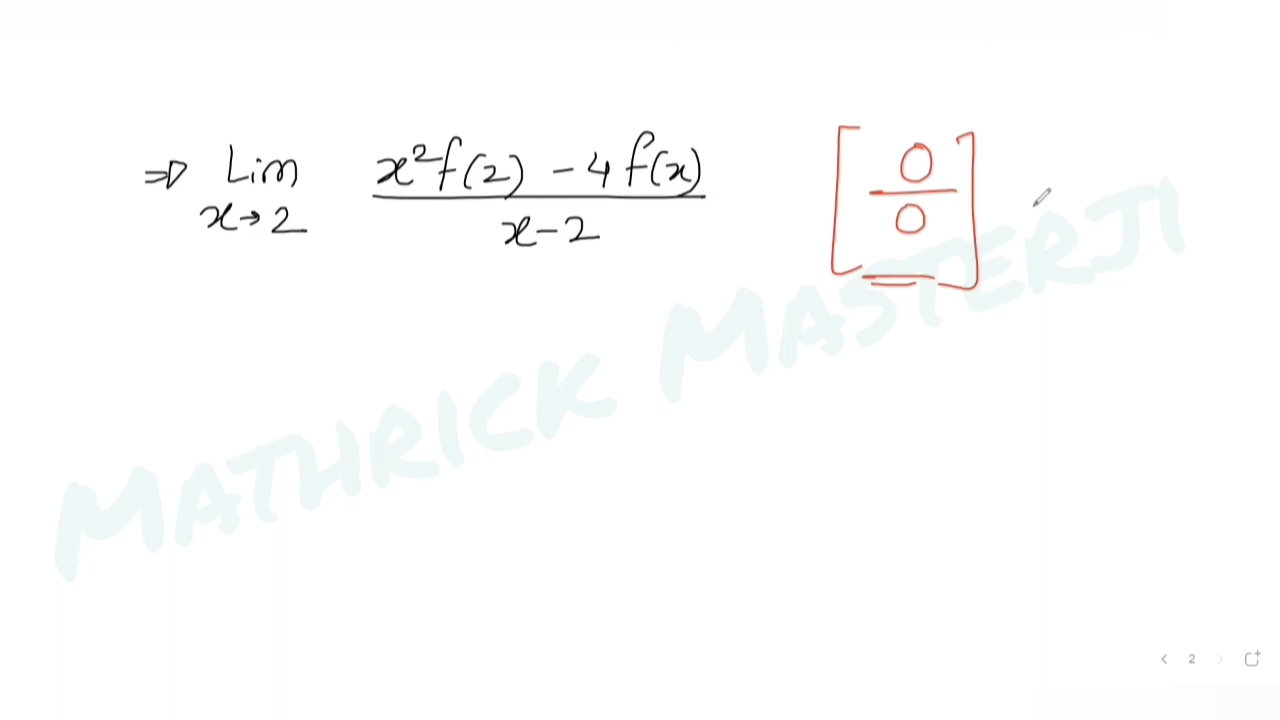 ⇒ Lim x→2 x²f(2) - 4f(x) / x-2 [0/0]
MATHRICK MASTERJI
< 2 >